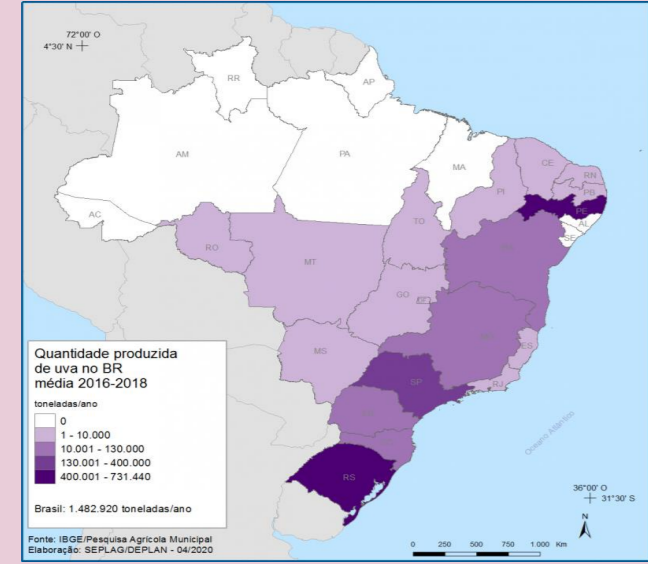 72°00' O
4°30' N
RR
AP
AM
PA
MA
CE
RN
PB
PE
AL
SE
PI
AC
TO
RO
MT
GO
DF
MS
ES
RJ
SP
RS
Oceano Atlântico
Quantidade produzida
de uva no BR
média 2016-2018
toneladas/ano
0
1 - 10.000
10.001 - 130.000
130.001 - 400.000
400.001 - 731.440
Brasil: 1.482.920 toneladas/ano
36°00' O
31°30' S
N
0 250 500 750 1.000 Km
Fonte: IBGE/Pesquisa Agrícola Municipal
Elaboração: SEPLAG/DEPLAN - 04/2020